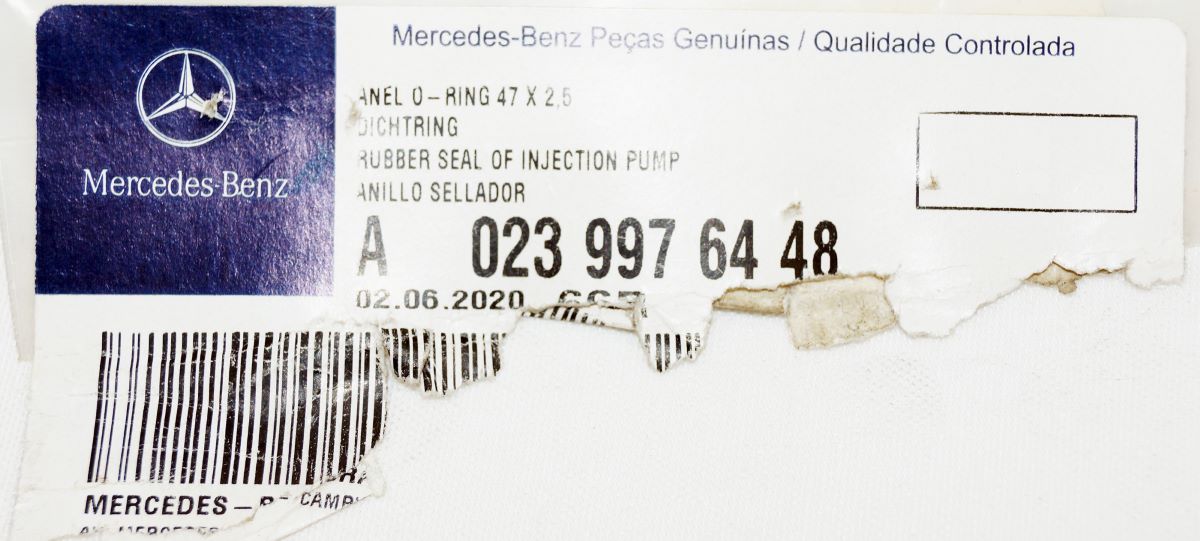 Mercedes-Benz Peças Genuínas / Qualidade Controlada
Mercedes-Benz
ANEL O-RING 47 X 2,5
DICHTRING
RUBBER SEAL OF INJECTION PUMP
ANILLO SELLADOR
A 023 997 64 48
02.06.2020
MERCEDES-